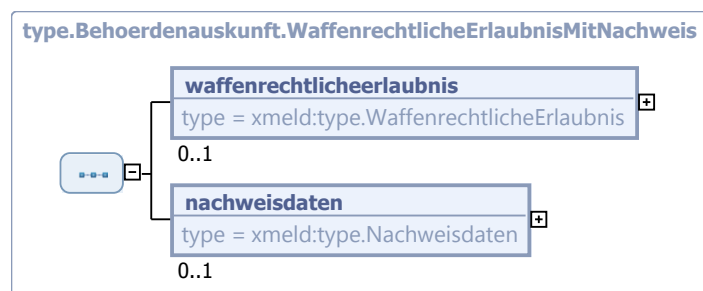 type.Behoerdenauskunft.WaffenrechtlicheErlaubnisMitNachweis
waffenrechtlicheerlaubnis
type = xmeld:type.WaffenrechtlicheErlaubnis
0..1
nachweisdaten
type = xmeld:type.Nachweisdaten
0..1